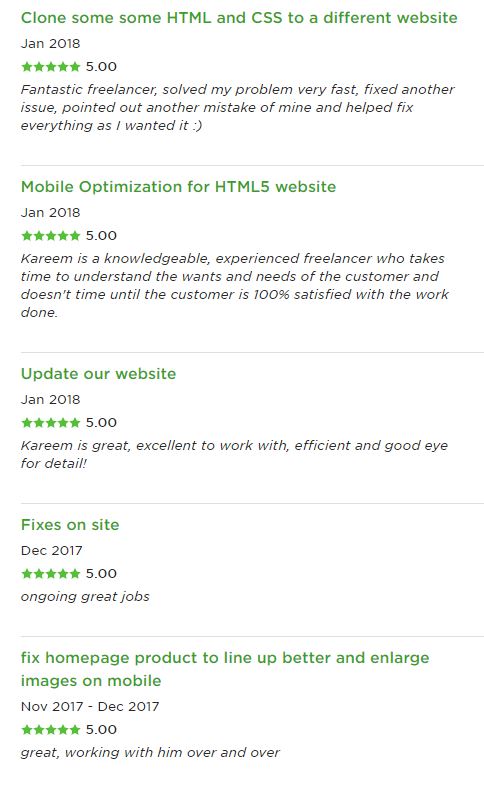 Clone some some HTML and CSS to a different website
Jan 2018
★★★★★ 5.00
Fantastic freelancer, solved my problem very fast, fixed another
issue, pointed out another mistake of mine and helped fix
everything as I wanted it :)
Mobile Optimization for HTML5 website
Jan 2018
★★★★★ 5.00
Kareem is a knowledgeable, experienced freelancer who takes
time to understand the wants and needs of the customer and
doesn't time until the customer is 100% satisfied with the work
done.
Update our website
Jan 2018
★★★★★ 5.00
Kareem is great, excellent to work with, efficient and good eye
for detail!
Fixes on site
Dec 2017
★★★★★ 5.00
ongoing great jobs
fix homepage product to line up better and enlarge
images on mobile
Nov 2017 - Dec 2017
★★★★★ 5.00
great, working with him over and over